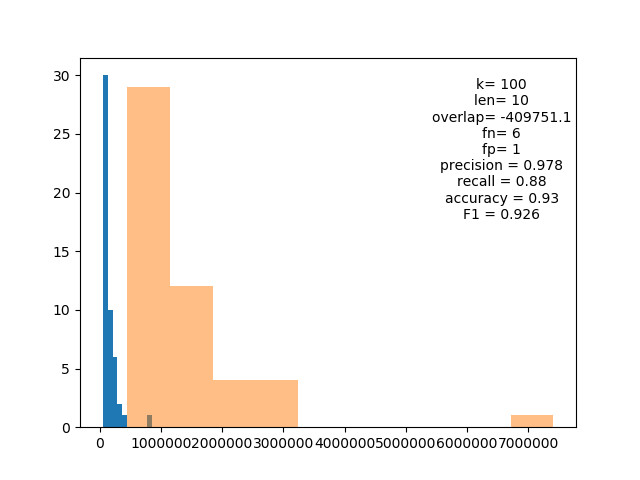 30
25
20
15
10
5
0
0 1000000 2000000 3000000 4000000 5000000 6000000 7000000
k= 100
len= 10
overlap= -409751.1
fn= 6
fp= 1
precision = 0.978
recall = 0.88
accuracy = 0.93
F1 = 0.926